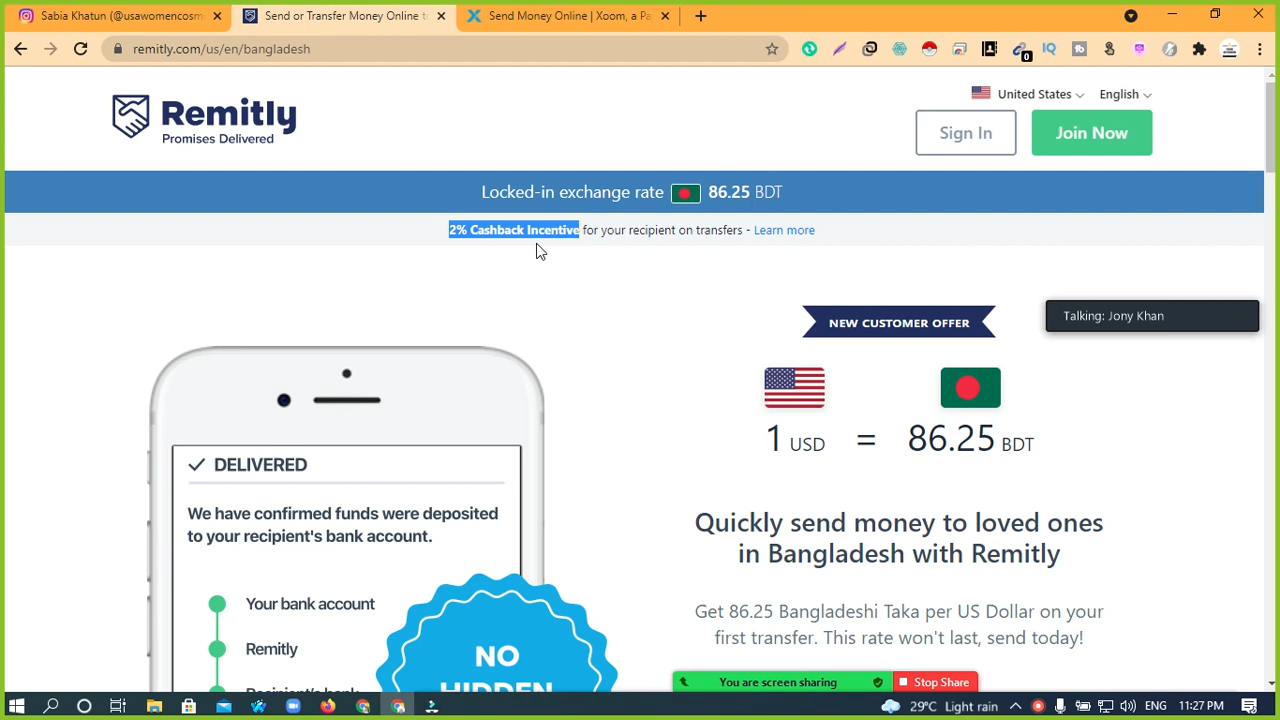 Sabia Khatun (@usawomencosm
Send or Transfer Money Online to
Send Money Online | Xoom, a Pa
remitly.com/us/en/bangladesh
0
IQ
United States
English
Remitly
Promises Delivered
Sign In
Join Now
Locked-in exchange rate 86.25 BDT
2% Cashback Incentive for your recipient on transfers - Learn more
NEW CUSTOMER OFFER
Talking: Jony Khan
1 USD = 86.25 BDT
DELIVERED
We have confirmed funds were deposited
to your recipient's bank account.
Quickly send money to loved ones
in Bangladesh with Remitly
Your bank account
Remitly
Recipient's bank
NO
HIDDEN
Get 86.25 Bangladeshi Taka per US Dollar on your
first transfer. This rate won't last, send today!
You are screen sharing
Stop Share
29°C Light rain
ENG
11:27 PM